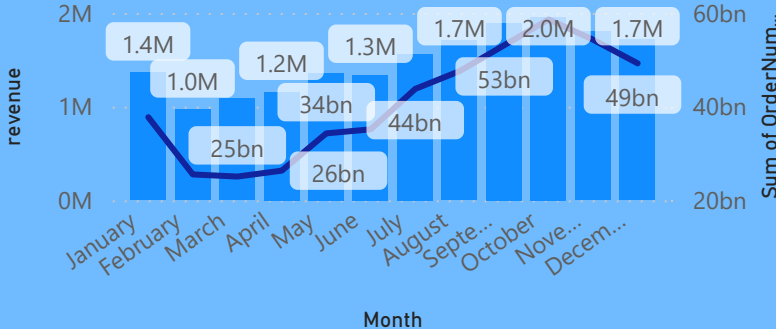 2M
1M
0M
revenue
60bn
40bn
20bn
Sum of OrderNum...
1.4M
1.0M
1.2M
1.3M
1.7M
2.0M
1.7M
25bn
34bn
26bn
44bn
53bn
49bn
January
February
March
April
May
June
July
August
Septe...
October
Nove...
Decem...
Month